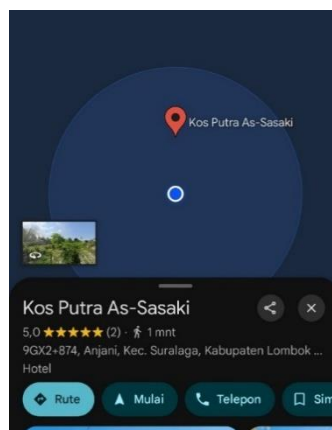 Kos Putra As-Sasaki
Kos Putra As-Sasaki
5,0 (2) · 1 mnt
9GX2+874, Anjani, Kec. Suralaga, Kabupaten Lombok ...
Hotel
Rute
Mulai
Telepon
Sim